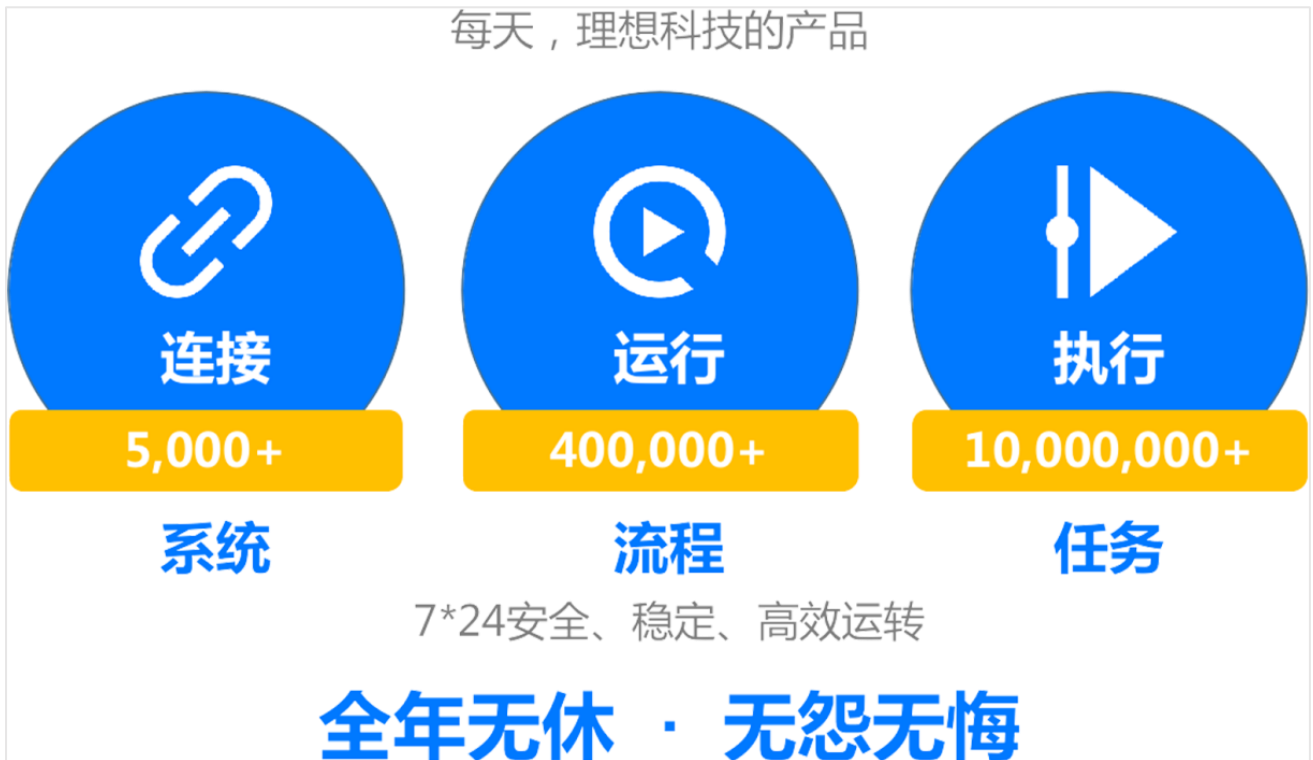 每天，理想科技的产品
连接 运行 执行
5,000+ 400,000+ 10,000,000+
系统 流程 任务
7*24安全、稳定、高效运转
全年无休 · 无怨无悔